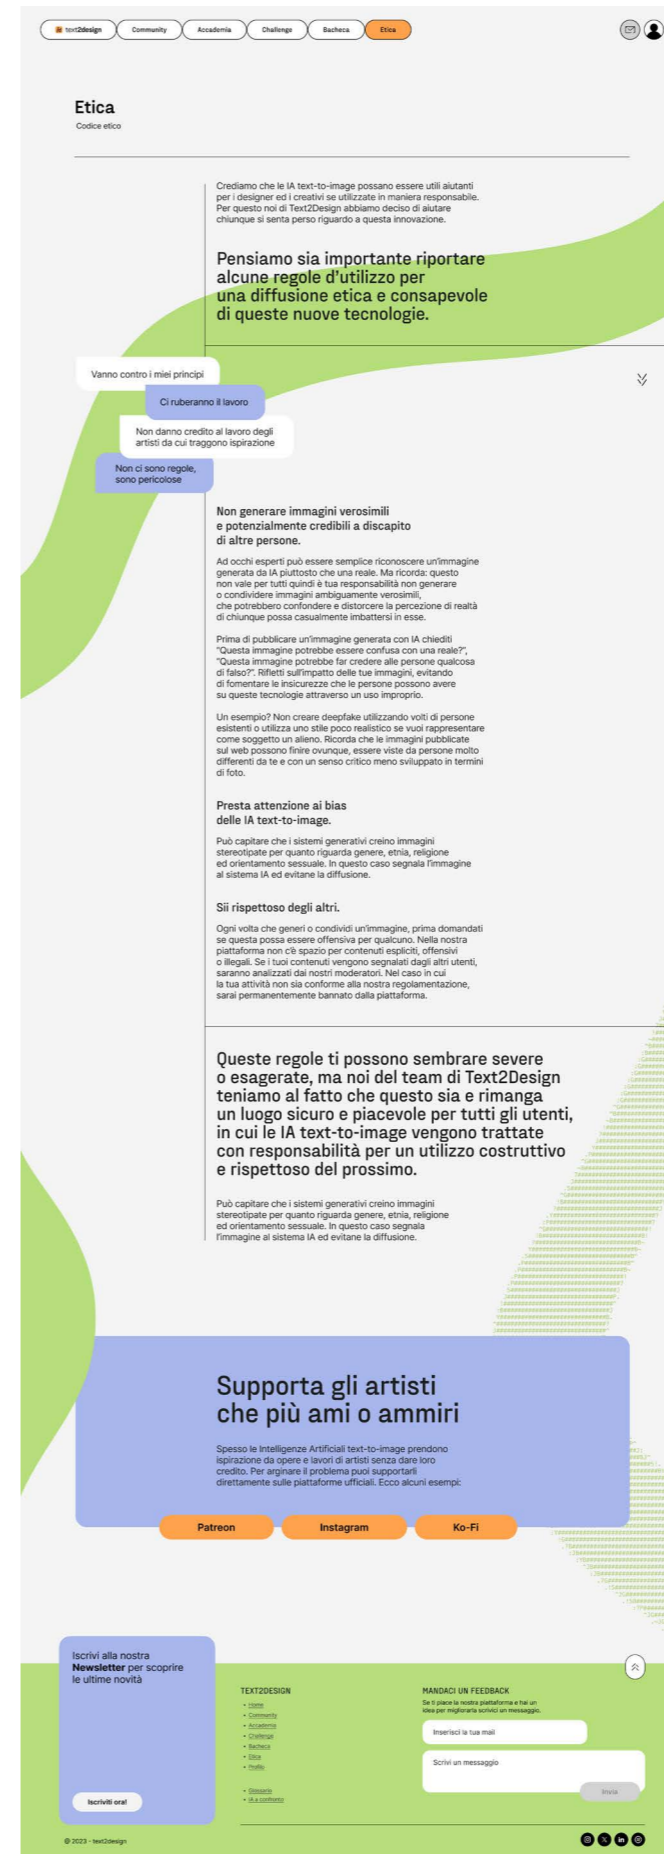 text2design
Community
Accademia
Challenge
Bacheca
Etica
Etica
Codice etico
Crediamo che le IA text-to-image possano essere utili aiutanti
per i designer ed i creativi se utilizzate in maniera responsabile.
Per questo noi di Text2Design abbiamo deciso di aiutare
chiunque si senta perso riguardo a questa innovazione.
Pensiamo sia importante riportare
alcune regole d'utilizzo per
una diffusione etica e consapevole
di queste nuove tecnologie.
Vanno contro i miei principi
Ci ruberanno il lavoro
Non danno credito al lavoro degli
artisti da cui traggono ispirazione
Non ci sono regole,
sono pericolose
Non generare immagini verosimili
e potenzialmente credibili a discapito
di altre persone.
Ad occhi esperti può essere semplice riconoscere un'immagine
generata da IA piuttosto che una reale. Ma ricorda: questo
non vale per tutti quindi è tua responsabilità non generare
o condividere immagini ambiguamente verosimili,
che potrebbero confondere e distorcere la percezione di realtà
di chiunque possa casualmente imbattersi in esse.
Prima di pubblicare un'immagine generata con IA chiediti
"Questa immagine potrebbe essere confusa con una reale?",
"Questa immagine potrebbe far credere alle persone qualcosa
di falso?". Rifletti sull'impatto delle tue immagini, evitando
di fomentare le insicurezze che le persone possono avere
su queste tecnologie attraverso un uso improprio.
Un esempio? Non creare deepfake utilizzando volti di persone
esistenti o utilizza uno stile poco realistico se vuoi rappresentare
come soggetto un alieno. Ricorda che le immagini pubblicate
sul web possono finire ovunque, essere viste da persone molto
differenti da te e con un senso critico meno sviluppato in termini
di foto.
Presta attenzione ai bias
delle IA text-to-image.
Può capitare che i sistemi generativi creino immagini
stereotipate per quanto riguarda genere, etnia, religione
ed orientamento sessuale. In questo caso segnala l'immagine
al sistema IA ed evitane la diffusione.
Sii rispettoso degli altri.
Ogni volta che generi o condividi un'immagine, prima domandati
se questa possa essere offensiva per qualcuno. Nella nostra
piattaforma non c'è spazio per contenuti espliciti, offensivi
o illegali. Se i tuoi contenuti vengono segnalati dagli altri utenti,
saranno analizzati dai nostri moderatori. Nel caso in cui
la tua attività non sia conforme alla nostra regolamentazione,
sarai permanentemente bannato dalla piattaforma.
Queste regole ti possono sembrare severe
o esagerate, ma noi del team di Text2Design
teniamo al fatto che questo sia e rimanga
un luogo sicuro e piacevole per tutti gli utenti,
in cui le IA text-to-image vengono trattate
con responsabilità per un utilizzo costruttivo
e rispettoso del prossimo.
Può capitare che i sistemi generativi creino immagini
stereotipate per quanto riguarda genere, etnia, religione
ed orientamento sessuale. In questo caso segnala
l'immagine al sistema IA ed evitane la diffusione.
Supporta gli artisti
che più ami o ammiri
Spesso le Intelligenze Artificiali text-to-image prendono
ispirazione da opere e lavori di artisti senza dare loro
credito. Per arginare il problema puoi supportarli
direttamente sulle piattaforme ufficiali. Ecco alcuni esempi:
Patreon
Instagram
Ko-Fi
Iscrivi alla nostra
Newsletter per scoprire
le ultime novità
Iscriviti ora!
TEXT2DESIGN
• Home
• Community
• Accademia
• Challenge
• Bacheca
• Etica
• Profilo
• Glossario
• IA a confronto
MANDACI UN FEEDBACK
Se ti piace la nostra piattaforma e hai un
idea per migliorarla scrivici un messaggio.
Inserisci la tua mail
Scrivi un messaggio
Invia
© 2023 - text2design